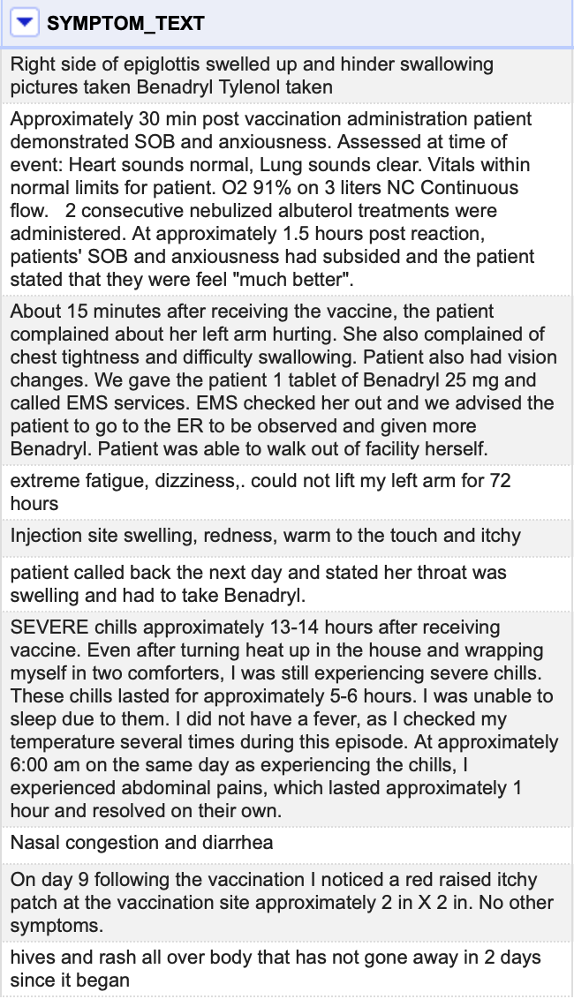 SYMPTOM_TEXT
Right side of epiglottis swelled up and hinder swallowing
pictures taken Benadryl Tylenol taken
Approximately 30 min post vaccination administration patient
demonstrated SOB and anxiousness. Assessed at time of
event: Heart sounds normal, Lung sounds clear. Vitals within
normal limits for patient. O2 91% on 3 liters NC Continuous
flow.   2 consecutive nebulized albuterol treatments were
administered. At approximately 1.5 hours post reaction,
patients' SOB and anxiousness had subsided and the patient
stated that they were feel "much better".
About 15 minutes after receiving the vaccine, the patient
complained about her left arm hurting. She also complained of
chest tightness and difficulty swallowing. Patient also had vision
changes. We gave the patient 1 tablet of Benadryl 25 mg and
called EMS services. EMS checked her out and we advised the
patient to go to the ER to be observed and given more
Benadryl. Patient was able to walk out of facility herself.
extreme fatigue, dizziness,. could not lift my left arm for 72
hours
Injection site swelling, redness, warm to the touch and itchy
patient called back the next day and stated her throat was
swelling and had to take Benadryl.
SEVERE chills approximately 13-14 hours after receiving
vaccine. Even after turning heat up in the house and wrapping
myself in two comforters, I was still experiencing severe chills.
These chills lasted for approximately 5-6 hours. I was unable to
sleep due to them. I did not have a fever, as I checked my
temperature several times during this episode. At approximately
6:00 am on the same day as experiencing the chills, I
experienced abdominal pains, which lasted approximately 1
hour and resolved on their own.
Nasal congestion and diarrhea
On day 9 following the vaccination I noticed a red raised itchy
patch at the vaccination site approximately 2 in X 2 in. No other
symptoms.
hives and rash all over body that has not gone away in 2 days
since it began